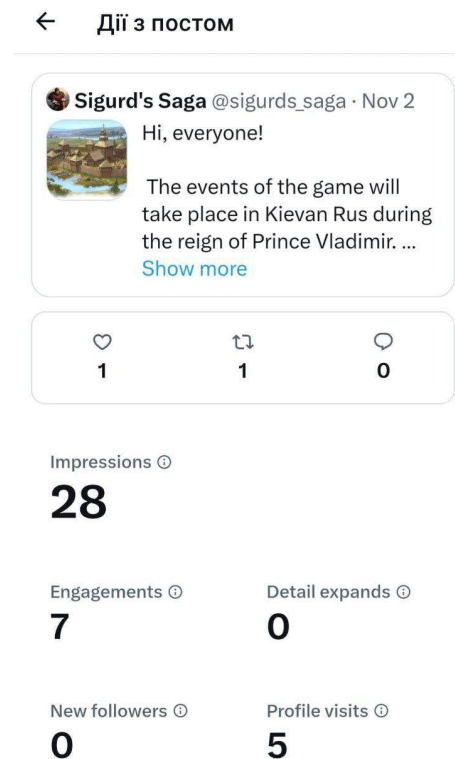 Дії з постом
Sigurd's Saga @sigurds_saga · Nov 2
Hi, everyone!
The events of the game will
take place in Kievan Rus during
the reign of Prince Vladimir. ...
Show more
1 1 0
Impressions
28
Engagements Detail expands
7 0
New followers Profile visits
0 5